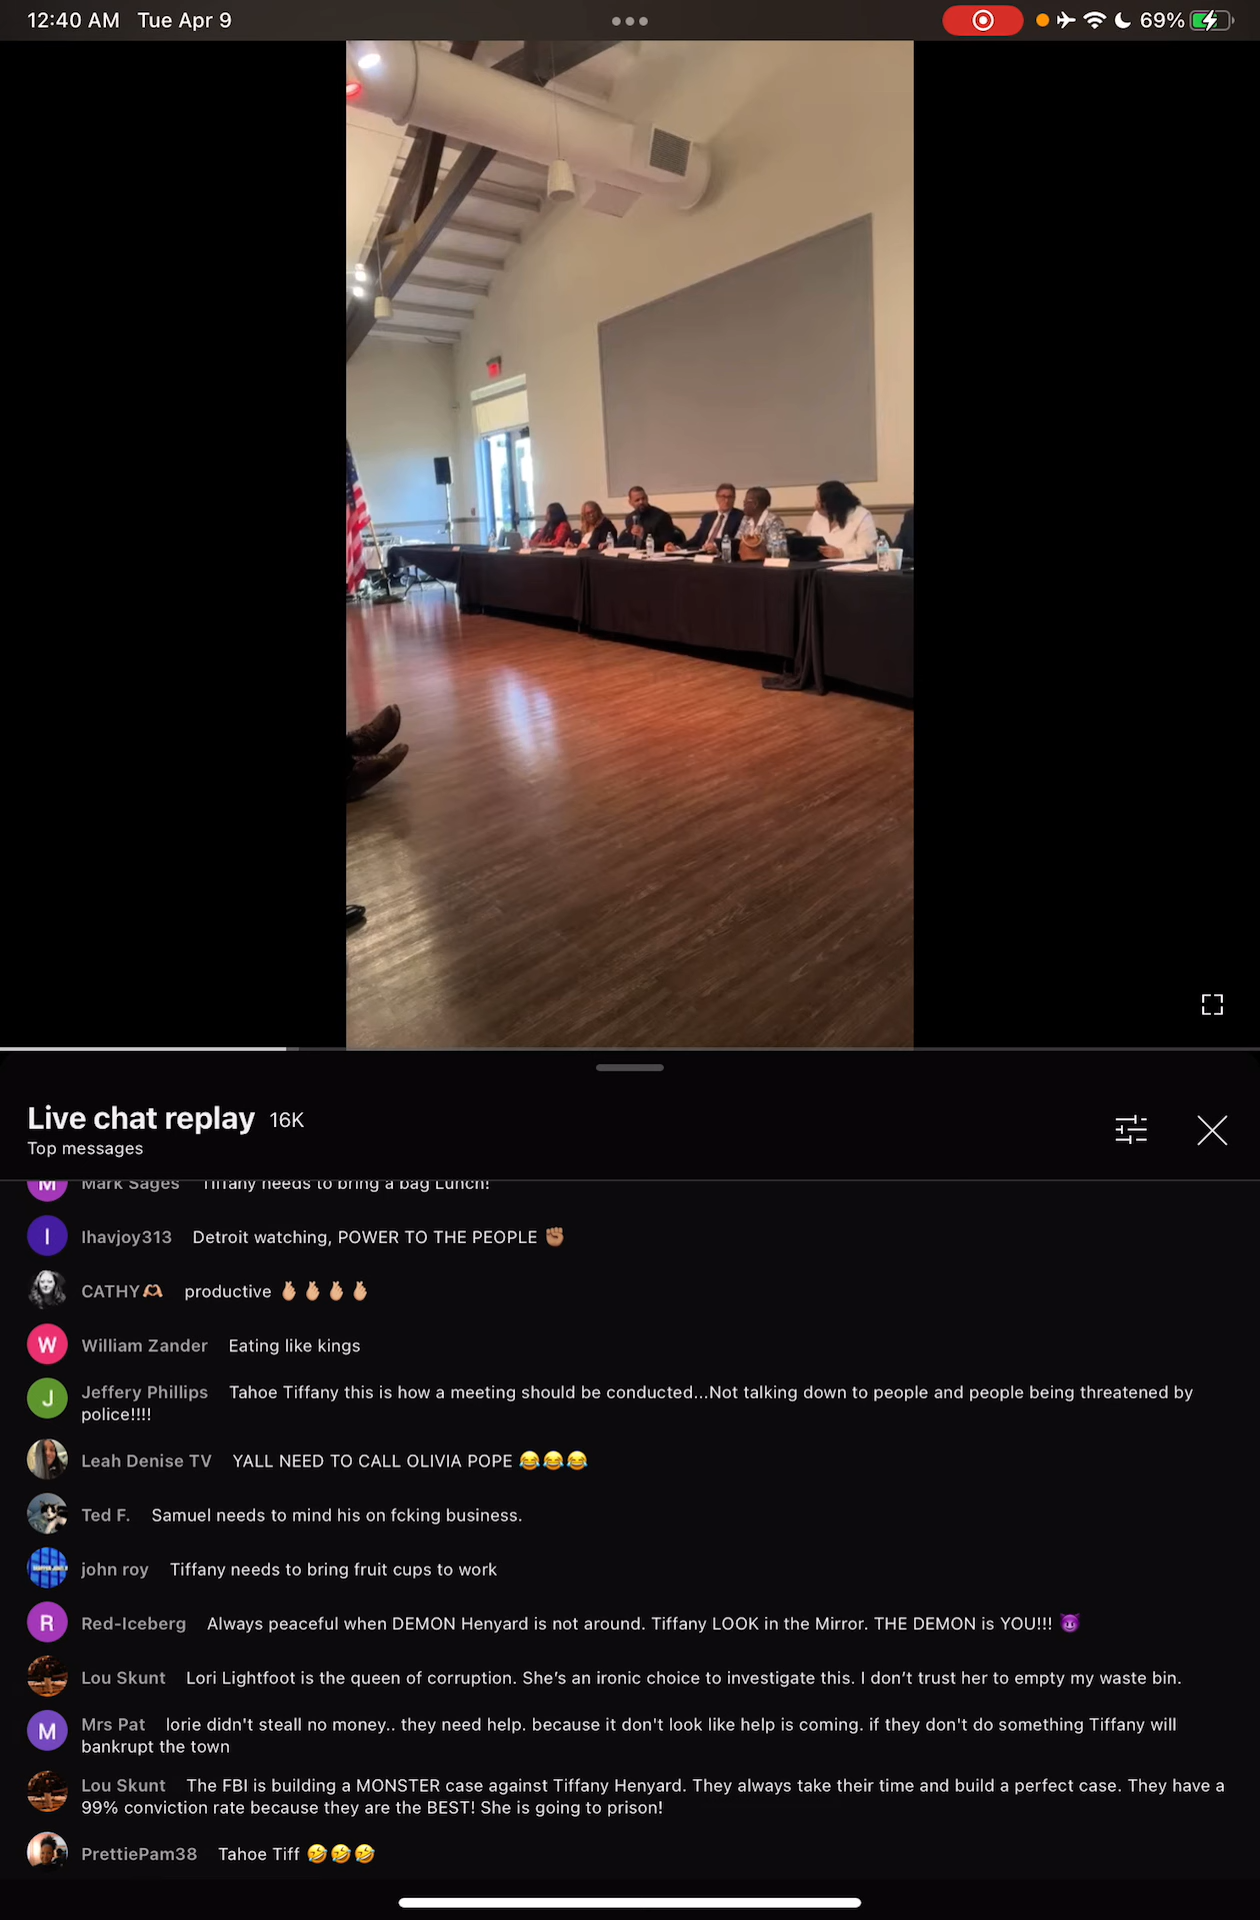 12:40 AM Tue Apr 9
69%
Live chat replay 16K
Top messages
Mark Sages Tiffany needs to bring a bag Lunch!
I
Ihavjoy313 Detroit watching, POWER TO THE PEOPLE ✊🏽
CATHY🫶🏽 productive 🤞🏼🤞🏼🤞🏼🤞🏼
W
William Zander Eating like kings
J
Jeffery Phillips Tahoe Tiffany this is how a meeting should be conducted...Not talking down to people and people being threatened by
police!!!!
Leah Denise TV YALL NEED TO CALL OLIVIA POPE 😂😂😂
Ted F. Samuel needs to mind his on fcking business.
john roy Tiffany needs to bring fruit cups to work
R
Red-Iceberg Always peaceful when DEMON Henyard is not around. Tiffany LOOK in the Mirror. THE DEMON is YOU!!! 😈
Lou Skunt Lori Lightfoot is the queen of corruption. She’s an ironic choice to investigate this. I don’t trust her to empty my waste bin.
M
Mrs Pat lorie didn't steall no money.. they need help. because it don't look like help is coming. if they don't do something Tiffany will
bankrupt the town
Lou Skunt The FBI is building a MONSTER case against Tiffany Henyard. They always take their time and build a perfect case. They have a
99% conviction rate because they are the BEST! She is going to prison!
PrettiePam38 Tahoe Tiff 🤣🤣🤣